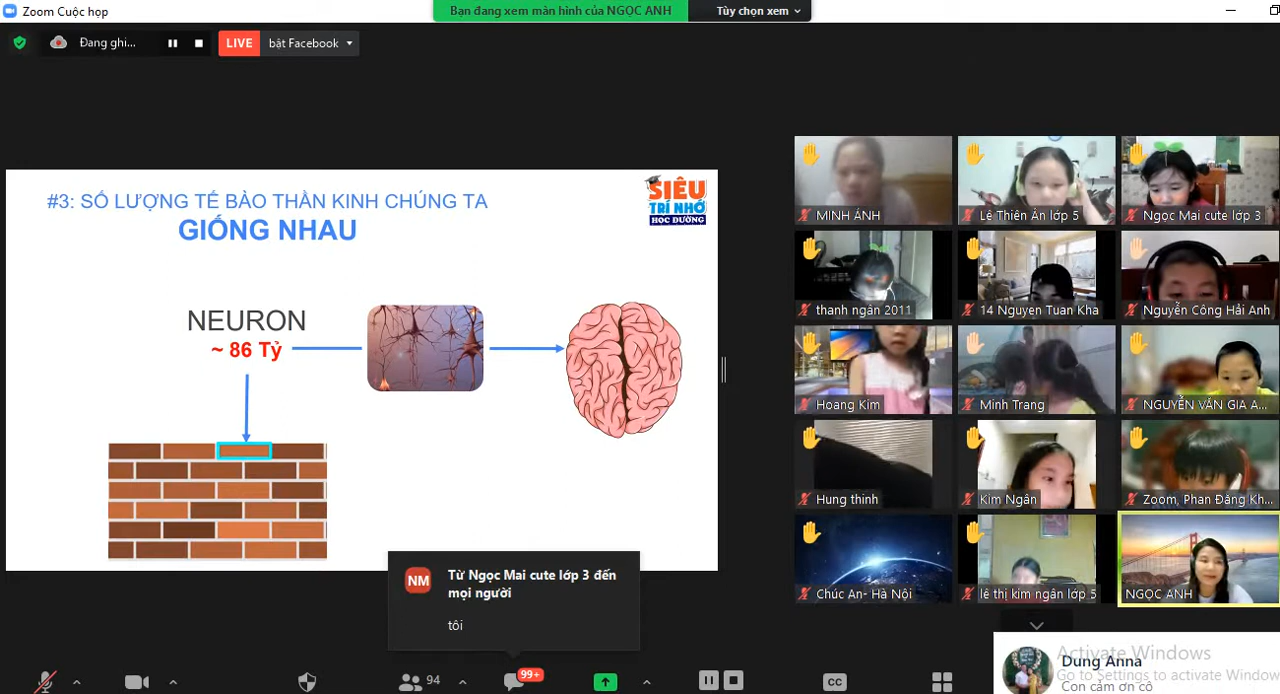 Zoom Cuộc họp
Bạn đang xem màn hình của NGỌC ANH
Tùy chọn xem
Đang ghi...
LIVE
bật Facebook
#3: SỐ LƯỢNG TẾ BÀO THẦN KINH CHÚNG TA
GIỐNG NHAU
SIÊU
TRÍ NHỚ
HỌC ĐƯỜNG
NEURON
~ 86 Tỷ
MINH ÁNH
Lê Thiên Ân lớp 5
Ngọc Mai cute lớp 3
thanh ngân 2011
14 Nguyen Tuan Kha
Nguyễn Công Hải Anh
Hoang Kim
Minh Trang
NGUYỄN VĂN GIA A...
Hung thinh
Kim Ngân
Zoom, Phan Đăng Kh...
Chúc An- Hà Nội
lê thị kim ngân lớp 5
NGỌC ANH
NM
Từ Ngọc Mai cute lớp 3 đến
mọi người
tôi
94
99+
CC
Activate Windows
Go to Settings to activate Windows
Dung Anna
Con cảm ơn cô